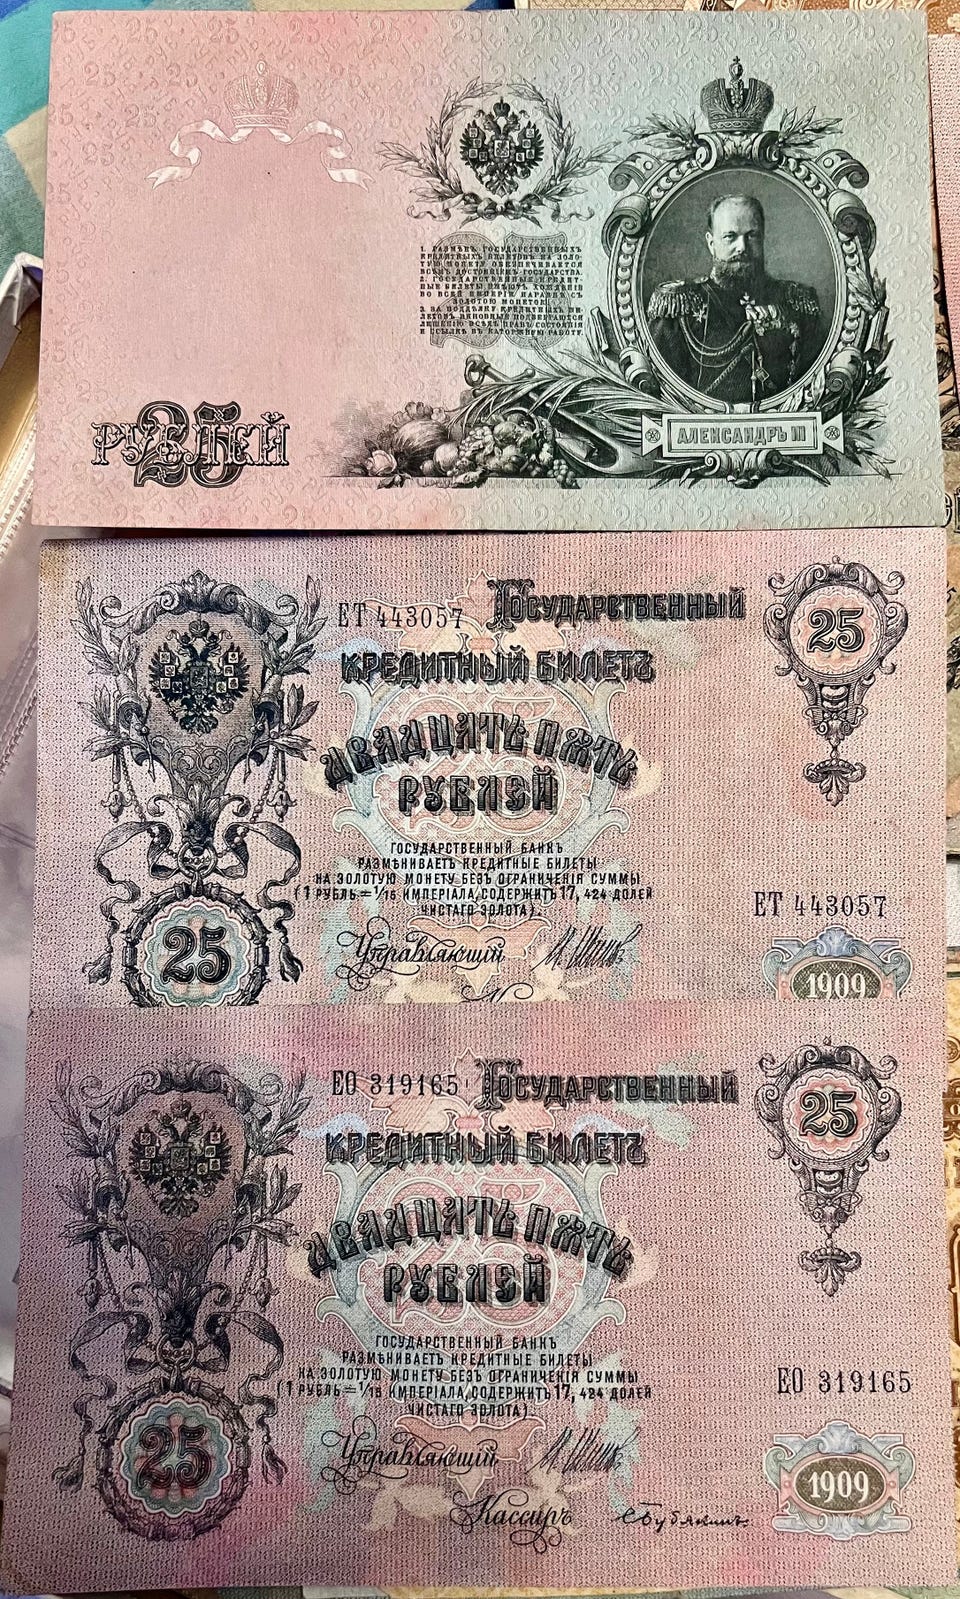 1. РАЗМѢНЪ ГОСУДАРСТВЕННЫХЪ
КРЕДИТНЫХЪ БИЛЕТОВЪ НА ЗОЛО
ТУЮ МОНЕТУ ОБЕЗПЕЧИВАЕТСЯ
ВСѢМЪ ДОСТОЯНІЕМЪ ГОСУДАРСТВА.
2. ГОСУДАРСТВЕННЫЕ КРЕДИТ-
НЫЕ БИЛЕТЫ ИМѢЮТЪ ХОЖДЕНІЕ
ВО ВСЕЙ ИМПЕРІИ НАРАВНѢ СЪ
ЗОЛОТОЮ МОНЕТОЮ.
3. ЗА ПОДДѢЛКУ КРЕДИТНЫХЪ БИ-
ЛЕТОВЪ ВИНОВНЫЕ ПОДВЕРГАЮТСЯ
ЛИШЕНІЮ ВСѢХЪ ПРАВЪ СОСТОЯНІЯ
И ССЫЛКѢ ВЪ КАТОРЖНУЮ РАБОТУ.
25
РУБЛЕЙ
АЛЕКСАНДРЪ III
ЕТ 443057 ГОСУДАРСТВЕННЫЙ
25
КРЕДИТНЫЙ БИЛЕТЪ
ДВАДЦАТЬ ПЯТЬ
РУБЛЕЙ
ГОСУДАРСТВЕННЫЙ БАНКЪ
РАЗМѢНИВАЕТЪ КРЕДИТНЫЕ БИЛЕТЫ
НА ЗОЛОТУЮ МОНЕТУ БЕЗЪ ОГРАНИЧЕНІЯ СУММЫ
(1 РУБЛЬ = 1/15 ИМПЕРІАЛА, СОДЕРЖИТЪ 17, 424 ДОЛЕЙ
ЧИСТАГО ЗОЛОТА).
ЕТ 443057
25
Управляющій
1909
ЕО 319165 ГОСУДАРСТВЕННЫЙ
25
КРЕДИТНЫЙ БИЛЕТЪ
ДВАДЦАТЬ ПЯТЬ
РУБЛЕЙ
ГОСУДАРСТВЕННЫЙ БАНКЪ
РАЗМѢНИВАЕТЪ КРЕДИТНЫЕ БИЛЕТЫ
НА ЗОЛОТУЮ МОНЕТУ БЕЗЪ ОГРАНИЧЕНІЯ СУММЫ
(1 РУБЛЬ = 1/15 ИМПЕРІАЛА, СОДЕРЖИТЪ 17, 424 ДОЛЕЙ
ЧИСТАГО ЗОЛОТА)
ЕО 319165
25
Управляющій
1909
Кассиръ